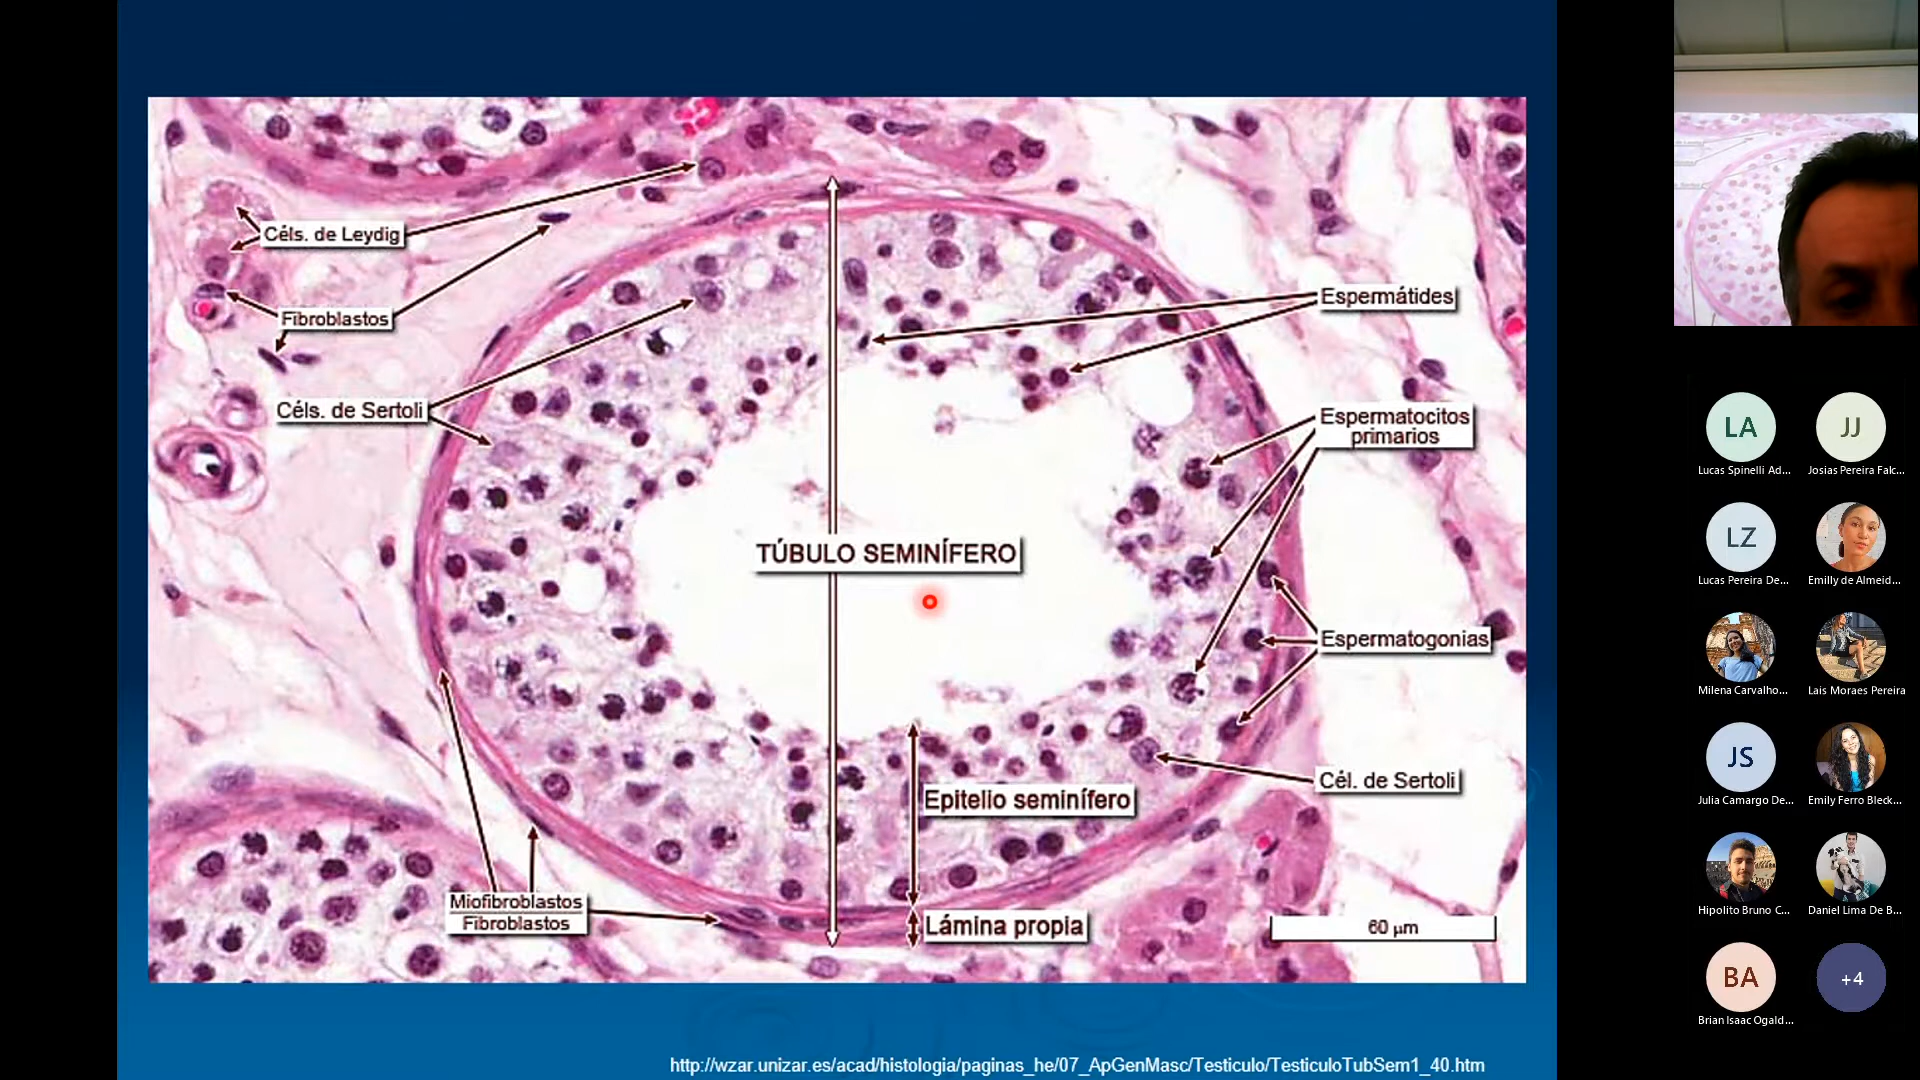 Céls. de Leydig
Fibroblastos
Céls. de Sertoli
Espermátides
Espermatocitos
primarios
TÚBULO SEMINÍFERO
Espermatogonias
Cél. de Sertoli
Epitelio seminífero
Miofibroblastos
Fibroblastos
Lámina propia
60 µm
http://wzar.unizar.es/acad/histologia/paginas_he/07_ApGenMasc/Testiculo/TesticuloTubSem1_40.htm
LA
Lucas Spinelli Ad...
JJ
Josias Pereira Falc...
LZ
Lucas Pereira De...
Emilly de Almeid...
Milena Carvalho...
Lais Moraes Pereira
JS
Julia Camargo De...
Emily Ferro Bleck...
Hipolito Bruno C...
Daniel Lima De B...
BA
Brian Isaac Ogald...
+4